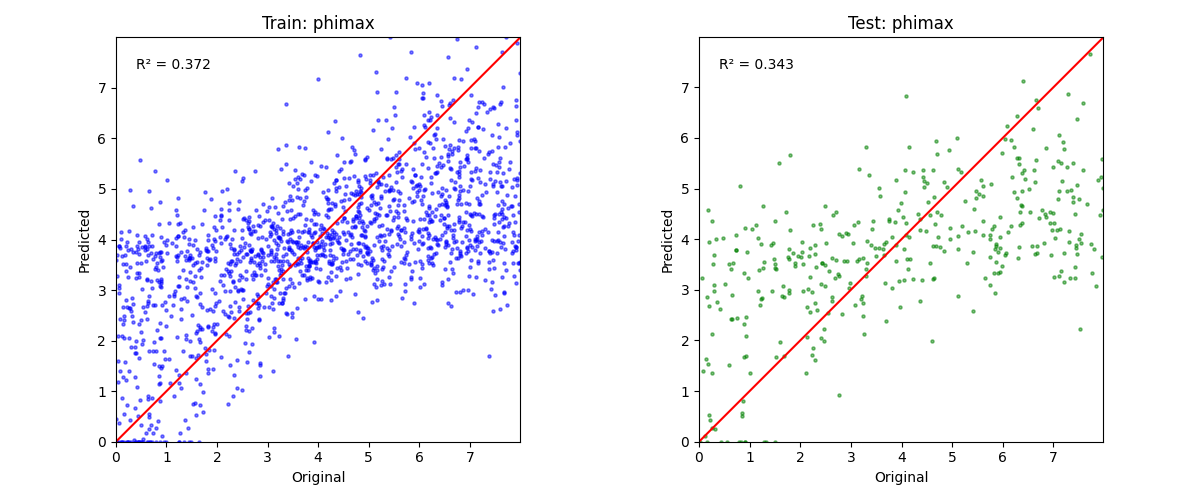 Train: phimax
R² = 0.372
Predicted
7
6
5
4
3
2
1
0
0 1 2 3 4 5 6 7
Original
Test: phimax
R² = 0.343
Predicted
7
6
5
4
3
2
1
0
0 1 2 3 4 5 6 7
Original